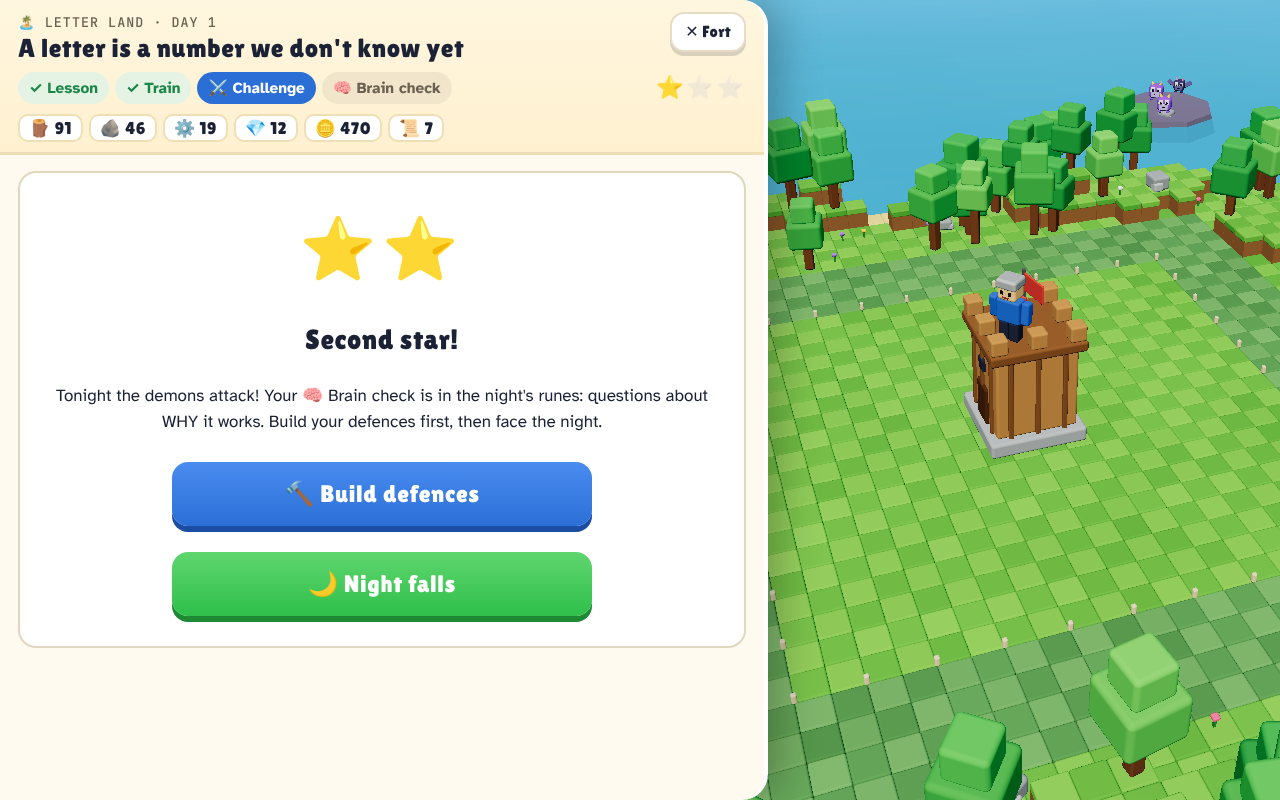 🏝️ LETTER LAND · DAY 1
A letter is a number we don't know yet
✕ Fort
✓ Lesson ✓ Train ⚔️ Challenge 🧠 Brain check
🪵 91 🪨 46 ⚙️ 19 💎 12 🪙 470 📜 7
Second star!
Tonight the demons attack! Your 🧠 Brain check is in the night's runes: questions about
WHY it works. Build your defences first, then face the night.
🔨 Build defences
🌙 Night falls